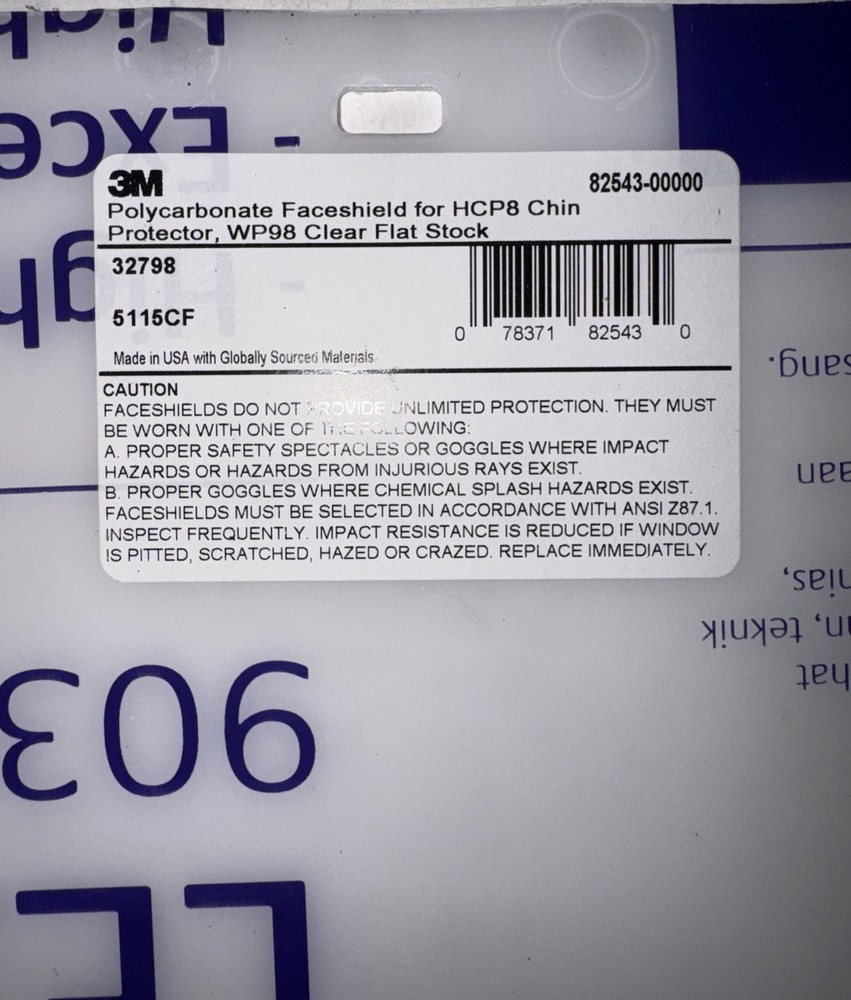 3M
82543-00000
Polycarbonate Faceshield for HCP8 Chin
Protector, WP98 Clear Flat Stock
32798
5115CF
0 78371 82543 0
Made in USA with Globally Sourced Materials
CAUTION
FACESHIELDS DO NOT PROVIDE UNLIMITED PROTECTION. THEY MUST
BE WORN WITH ONE OF THE FOLLOWING:
A. PROPER SAFETY SPECTACLES OR GOGGLES WHERE IMPACT
HAZARDS OR HAZARDS FROM INJURIOUS RAYS EXIST.
B. PROPER GOGGLES WHERE CHEMICAL SPLASH HAZARDS EXIST.
FACESHIELDS MUST BE SELECTED IN ACCORDANCE WITH ANSI Z87.1.
INSPECT FREQUENTLY. IMPACT RESISTANCE IS REDUCED IF WINDOW
IS PITTED, SCRATCHED, HAZED OR CRAZED. REPLACE IMMEDIATELY.
hat
teknik
903